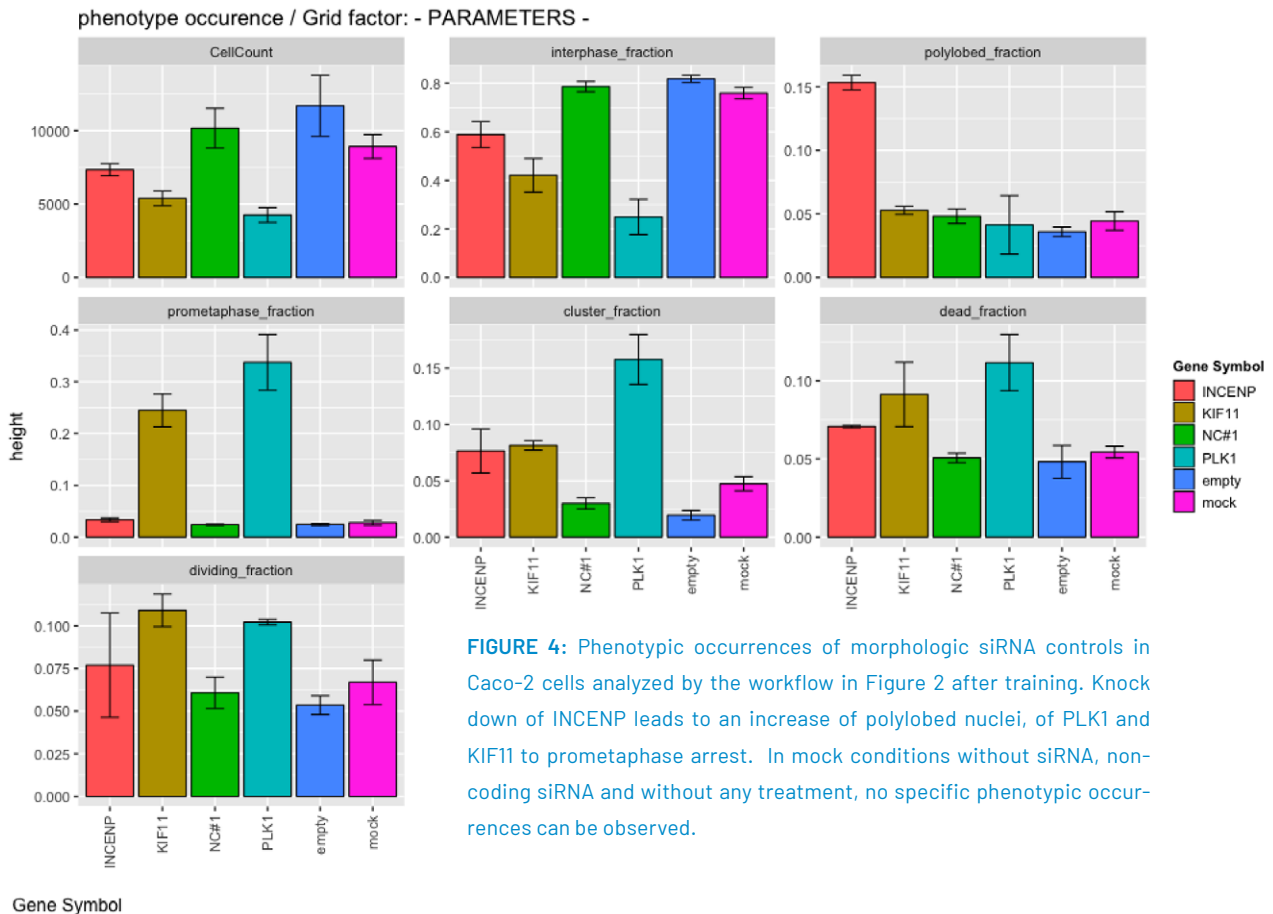 phenotype occurence / Grid factor: - PARAMETERS -
CellCount
interphase_fraction
polylobed_fraction
10000
5000
0
0.8
0.6
0.4
0.2
0.0
0.15
0.10
0.05
0.00
prometaphase_fraction
cluster_fraction
dead_fraction
height
0.4
0.3
0.2
0.1
0.0
0.15
0.10
0.05
0.00
0.10
0.05
0.00
INCENP
KIF11
NC#1
PLK1
empty
mock
INCENP
KIF11
NC#1
PLK1
empty
mock
Gene Symbol
INCENP
KIF11
NC#1
PLK1
empty
mock
dividing_fraction
0.100
0.075
0.050
0.025
0.000
INCENP
KIF11
NC#1
PLK1
empty
mock
Gene Symbol
FIGURE 4: Phenotypic occurrences of morphologic siRNA controls in
Caco-2 cells analyzed by the workflow in Figure 2 after training. Knock
down of INCENP leads to an increase of polylobed nuclei, of PLK1 and
KIF11 to prometaphase arrest. In mock conditions without siRNA, non-
coding siRNA and without any treatment, no specific phenotypic occur-
rences can be observed.